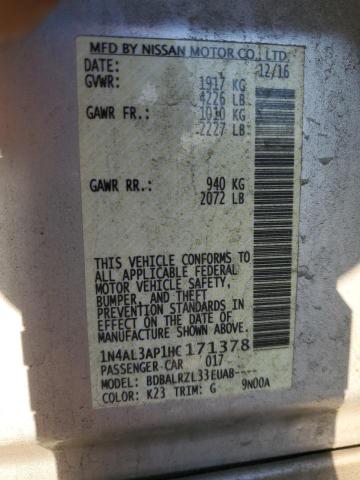 MFD BY NISSAN MOTOR CO., LTD.
DATE: 12/16
GVWR: 1917 KG
4226 LB
GAWR FR.: 1010 KG
2227 LB
GAWR RR.: 940 KG
2072 LB
THIS VEHICLE CONFORMS TO
ALL APPLICABLE FEDERAL
MOTOR VEHICLE SAFETY,
BUMPER, AND THEFT
PREVENTION STANDARDS IN
EFFECT ON THE DATE OF
MANUFACTURE SHOWN ABOVE.
1N4AL3AP1HC171378
PASSENGER CAR 017
MODEL: BDBALRZL33EUAB----
COLOR: K23 TRIM: G 9N00A